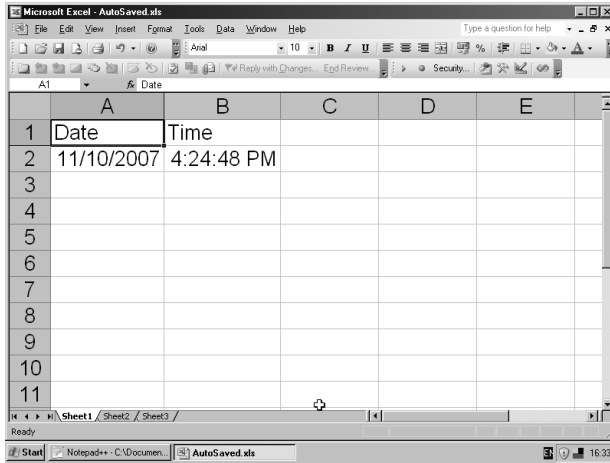 Microsoft Excel - AutoSaved.xls
File Edit View Insert Format Tools Data Window Help Type a question for help
Arial 10 B I U %
Reply with Changes... End Review... Security...
A1 fx Date
A B C D E
1 Date Time
2 11/10/2007 4:24:48 PM
3
4
5
6
7
8
9
10
11
Sheet1 Sheet2 Sheet3
Ready
Start Notepad++ - C:\Documen... AutoSaved.xls EN 16:33